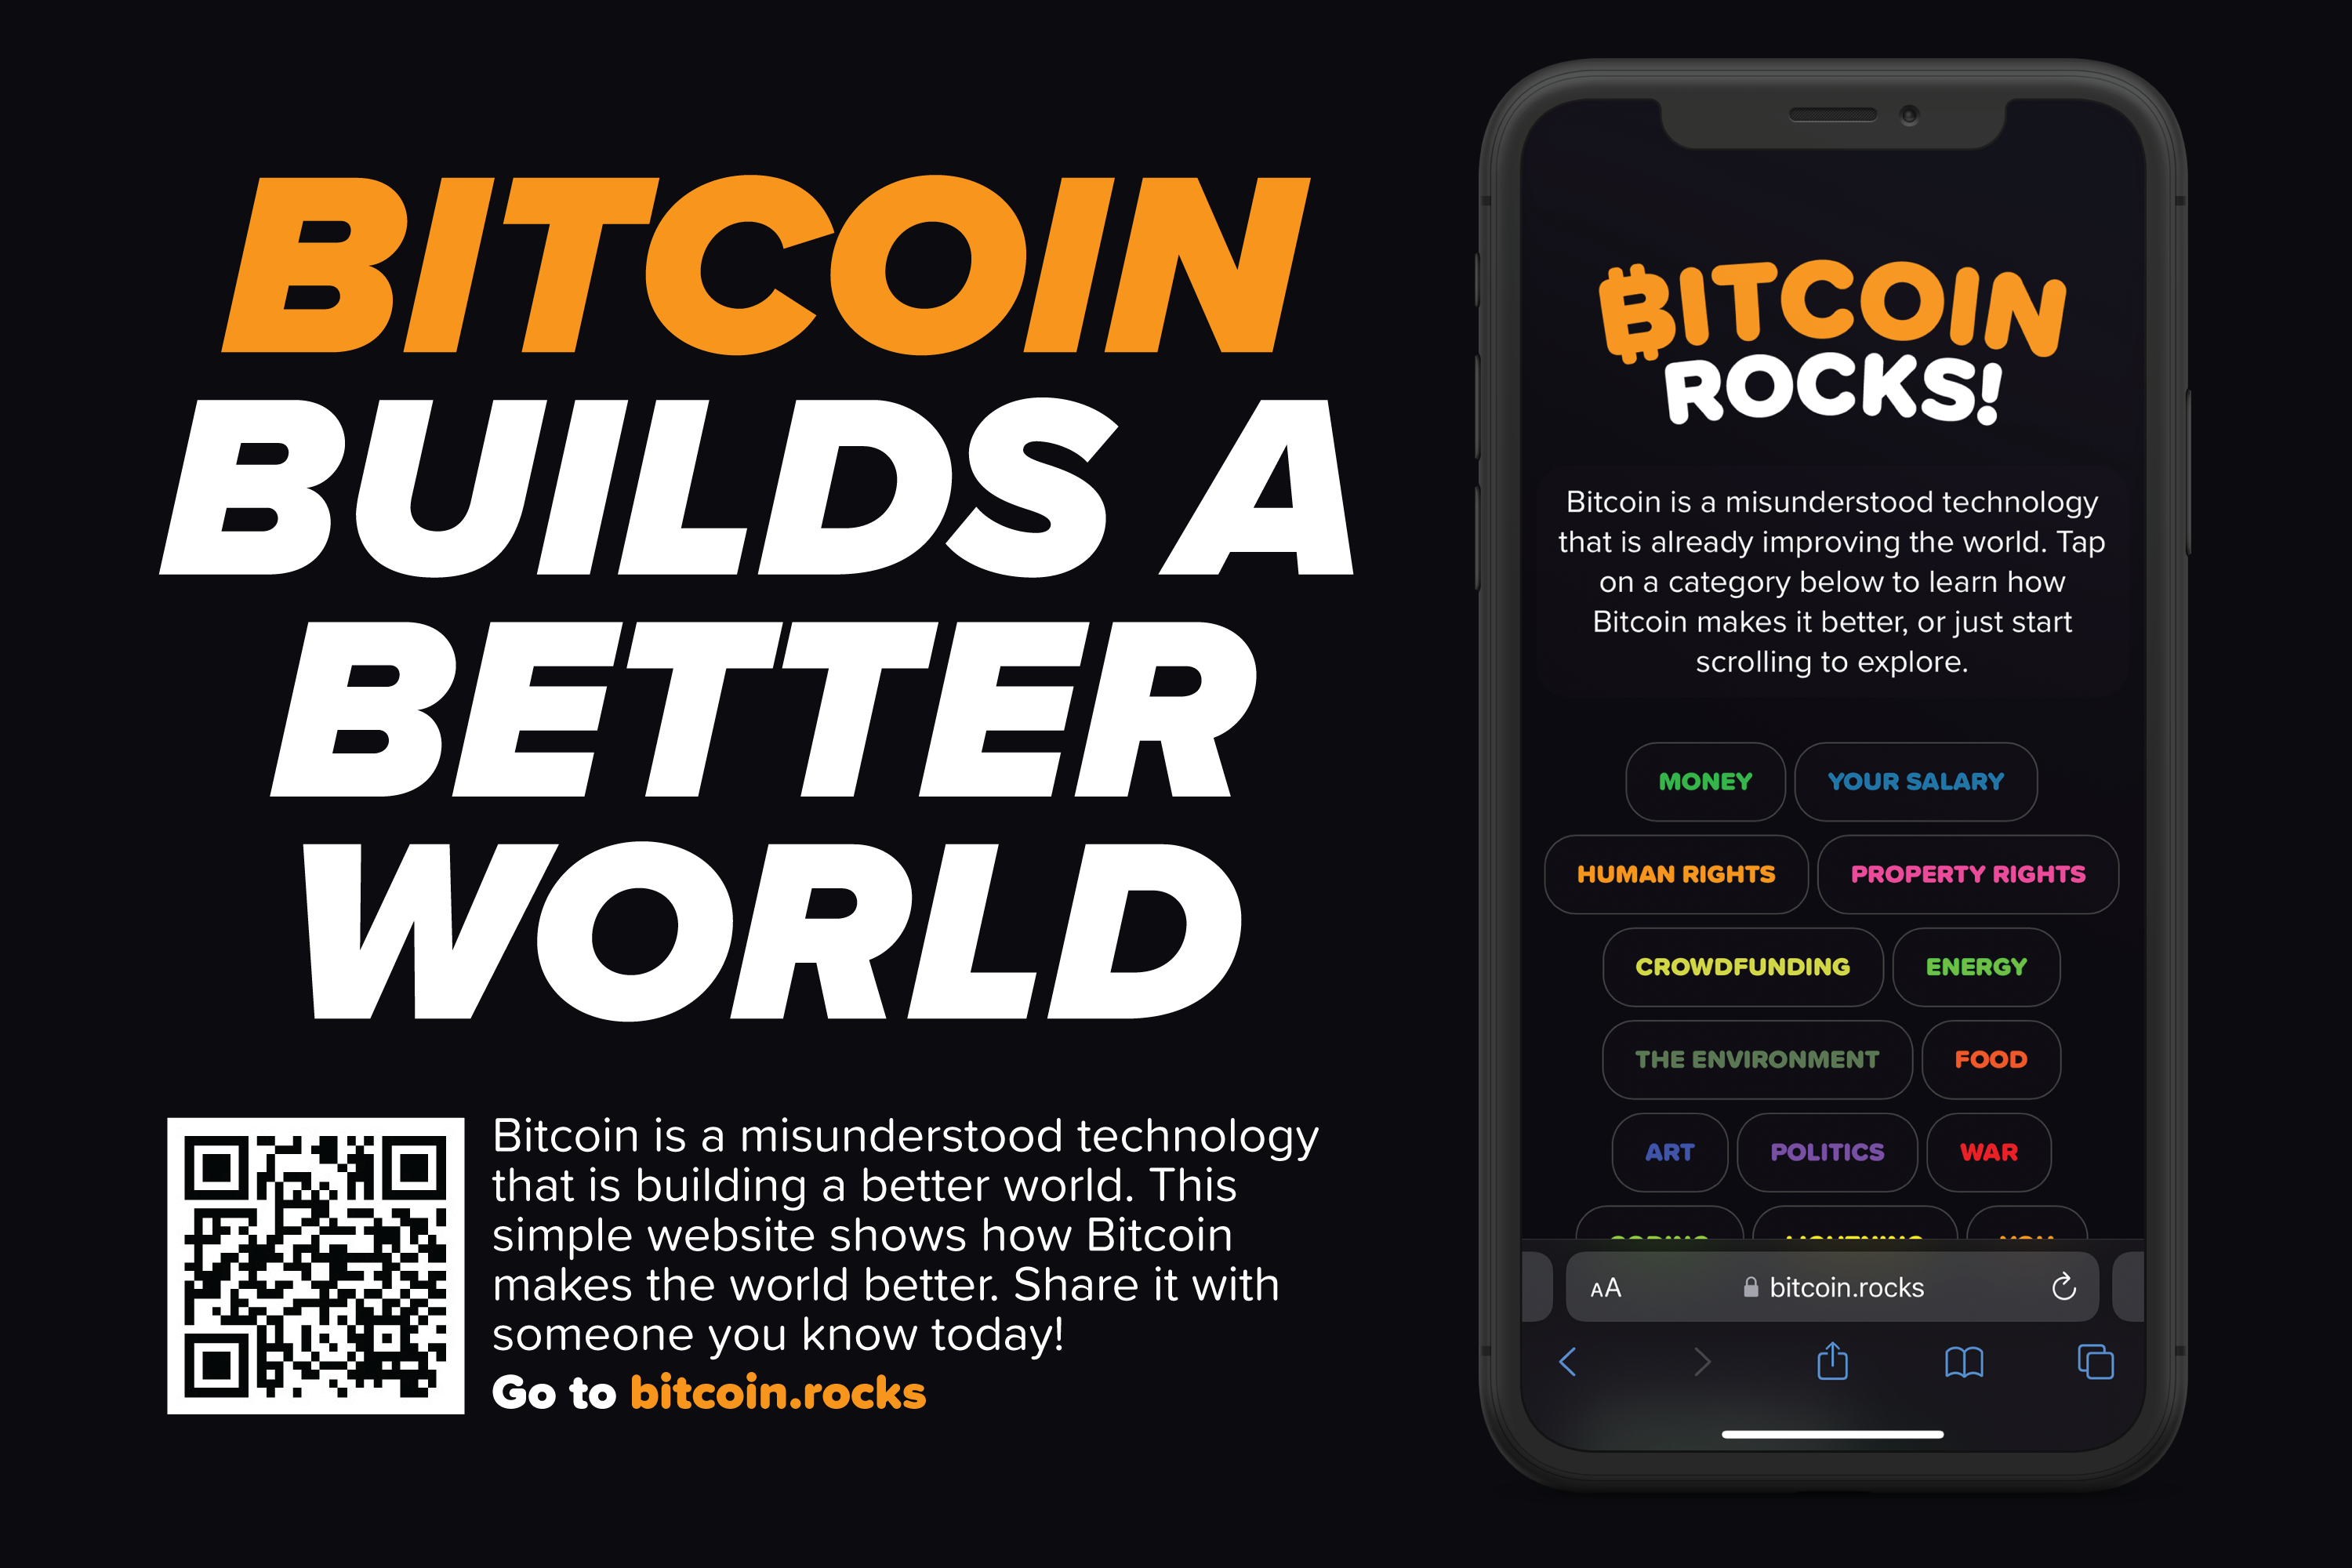 BITCOIN
BUILDS A
BETTER
WORLD
Bitcoin is a misunderstood technology
that is building a better world. This
simple website shows how Bitcoin
makes the world better. Share it with
someone you know today!
Go to bitcoin.rocks
BITCOIN
ROCKS!
Bitcoin is a misunderstood technology
that is already improving the world. Tap
on a category below to learn how
Bitcoin makes it better, or just start
scrolling to explore.
MONEY YOUR SALARY
HUMAN RIGHTS PROPERTY RIGHTS
CROWDFUNDING ENERGY
THE ENVIRONMENT FOOD
ART POLITICS WAR
AA bitcoin.rocks